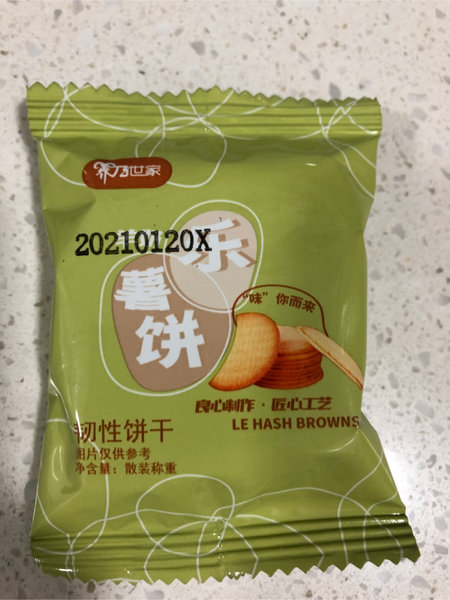 乃世家
20210120X
乐
薯
饼
"味"你而来
良心制作·匠心工艺
LE HASH BROWNS
韧性饼干
图片仅供参考
净含量：散装称重